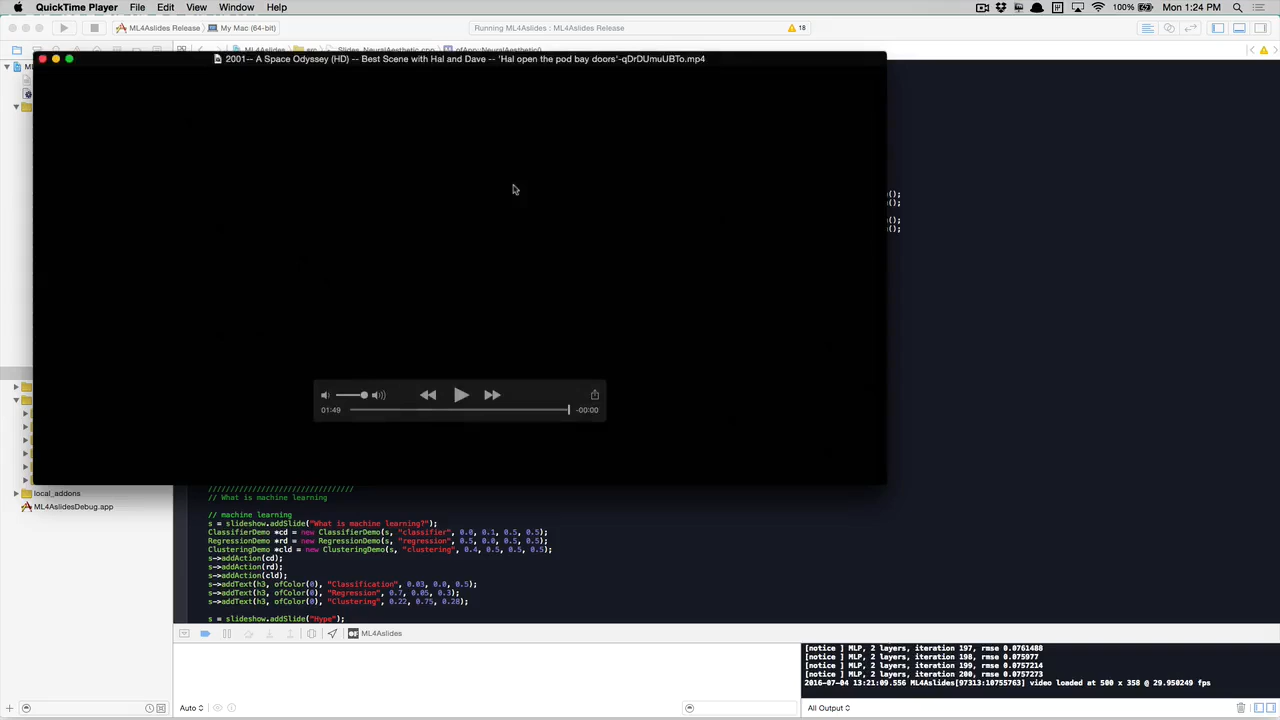 QuickTime Player File Edit View Window Help 100% Mon 1:24 PM
ML4Aslides Release My Mac (64-bit) Running ML4Aslides : ML4Aslides Release 18
2001-- A Space Odyssey (HD) -- Best Scene with Hal and Dave -- 'Hal open the pod bay doors'-qDrDUmuUBTo.mp4
();
();
();
();
01:49 -00:00
local_addons
ML4AslidesDebug.app
//////////////////////////////////
// What is machine learning
// machine learning
s = slideshow.addSlide("What is machine learning?");
ClassifierDemo *cd = new ClassifierDemo(s, "classifier", 0.0, 0.1, 0.5, 0.5);
RegressionDemo *rd = new RegressionDemo(s, "regression", 0.5, 0.0, 0.5, 0.5);
ClusteringDemo *cld = new ClusteringDemo(s, "clustering", 0.4, 0.5, 0.5, 0.5);
s->addAction(cd);
s->addAction(rd);
s->addAction(cld);
s->addText(h3, ofColor(0), "Classification", 0.03, 0.0, 0.5);
s->addText(h3, ofColor(0), "Regression", 0.7, 0.05, 0.3);
s->addText(h3, ofColor(0), "Clustering", 0.22, 0.75, 0.28);
s = slideshow.addSlide("Hype");
ML4Aslides
[notice ] MLP, 2 layers, iteration 197, rmse 0.0761488
[notice ] MLP, 2 layers, iteration 198, rmse 0.075977
[notice ] MLP, 2 layers, iteration 199, rmse 0.0757214
[notice ] MLP, 2 layers, iteration 200, rmse 0.0757273
2016-07-04 13:21:09.556 ML4Aslides[97313:10755763] video loaded at 500 x 358 @ 29.950249 fps
Auto All Output